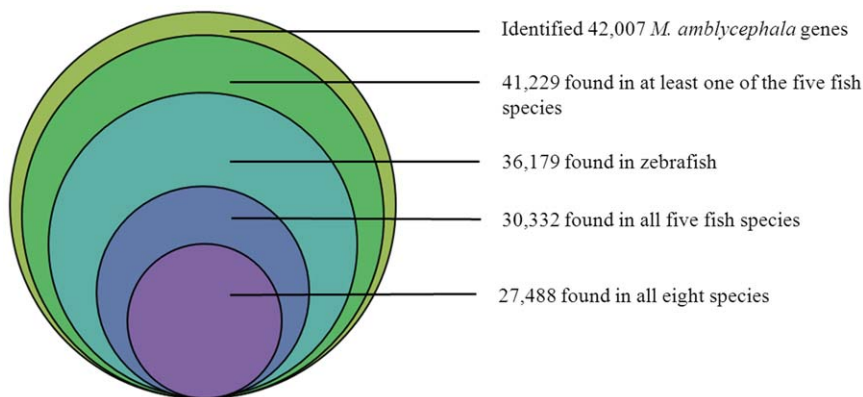 Identified 42,007 M. amblycephala genes
41,229 found in at least one of the five fish
species
36,179 found in zebrafish
30,332 found in all five fish species
27,488 found in all eight species